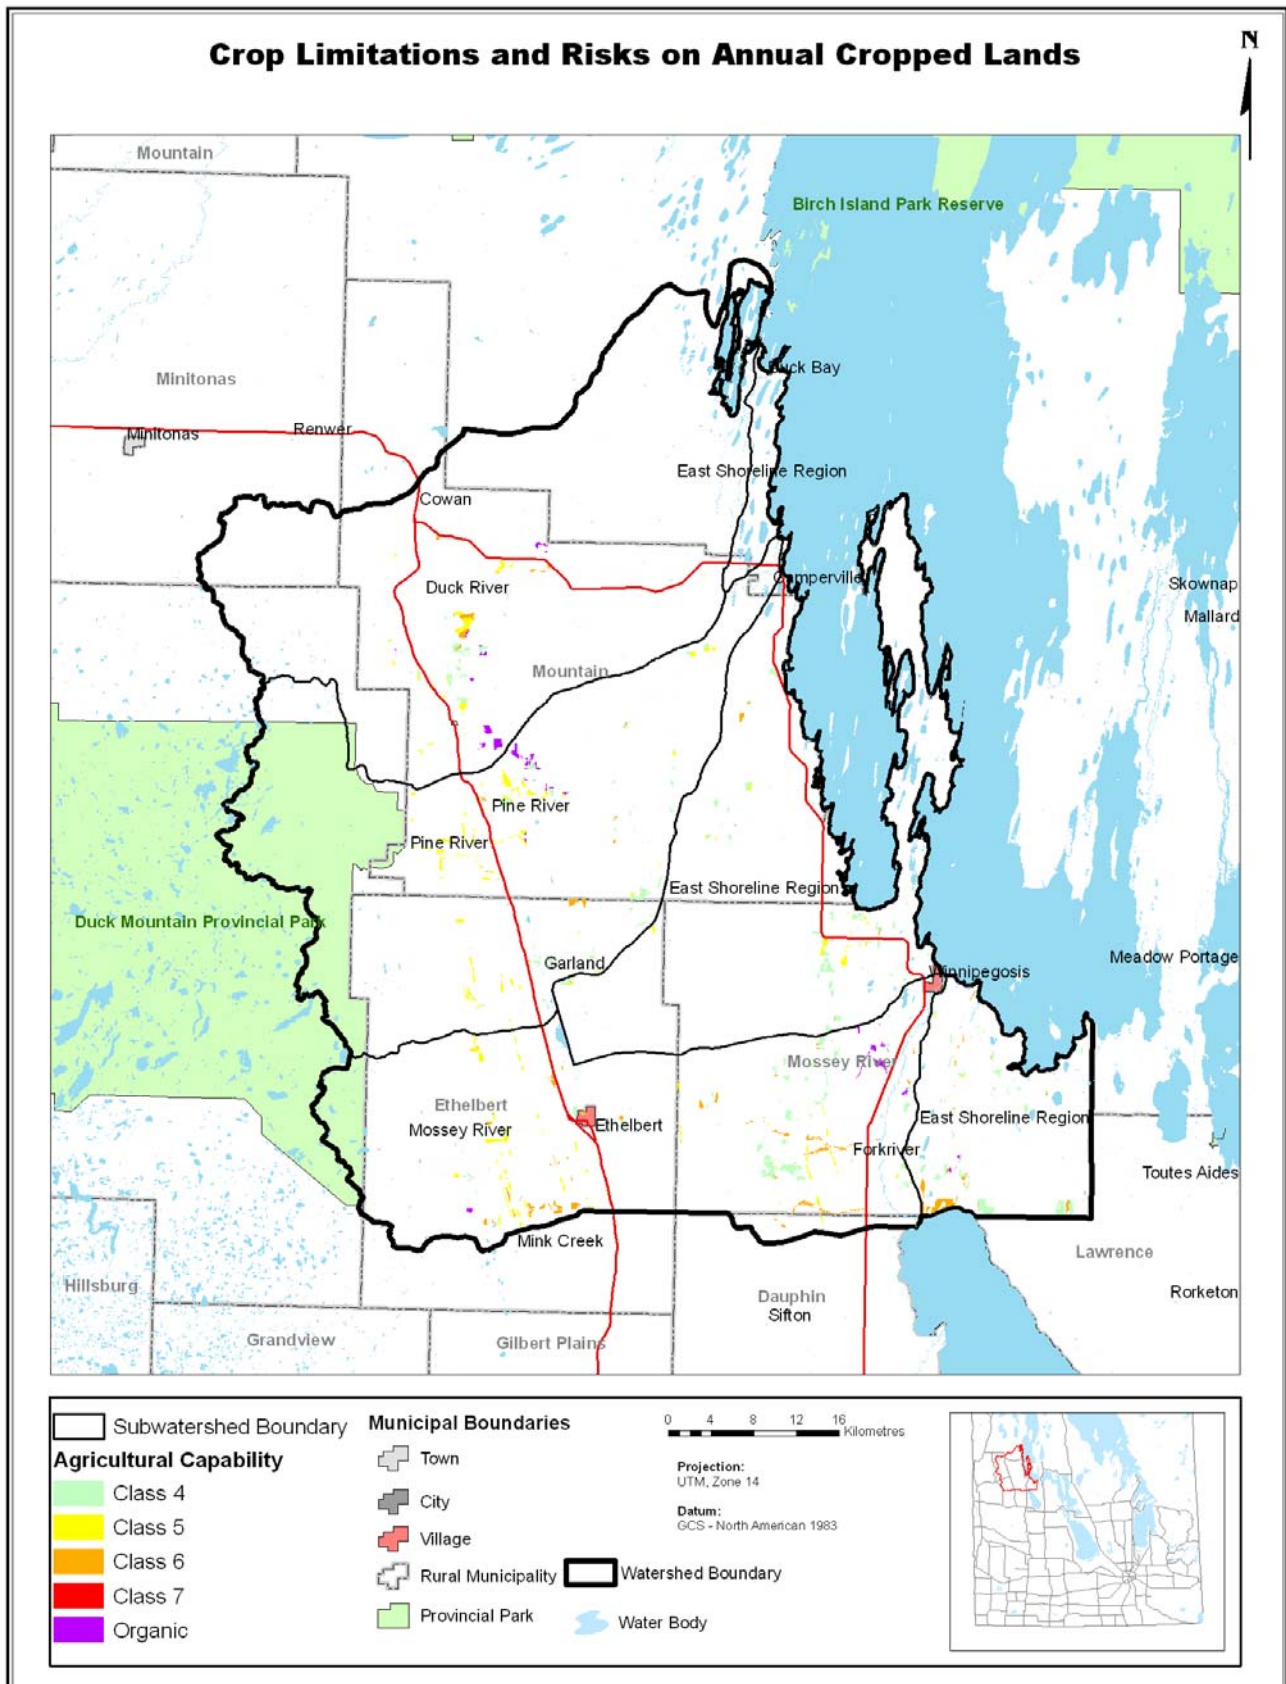 Crop Limitations and Risks on Annual Cropped Lands
N
Mountain
Birch Island Park Reserve
Minitonas
Duck Bay
Minitonas
Renwer
East Shoreline Region
Cowan
Camperville
Skownap
Duck River
Mallard
Mountain
Pine River
Pine River
East Shoreline Region
Duck Mountain Provincial Park
Meadow Portage
Garland
Winnipegosis
Mossey River
Ethelbert
East Shoreline Region
Mossey River
Ethelbert
Forkriver
Toutes Aides
Mink Creek
Lawrence
Hillsburg
Rorketon
Dauphin
Sifton
Grandview
Gilbert Plains
Subwatershed Boundary
Agricultural Capability
Class 4
Class 5
Class 6
Class 7
Organic
Municipal Boundaries
Town
City
Village
Rural Municipality
Provincial Park
Watershed Boundary
Water Body
0 4 8 12 16
Kilometres
Projection:
UTM, Zone 14
Datum:
GCS - North American 1983